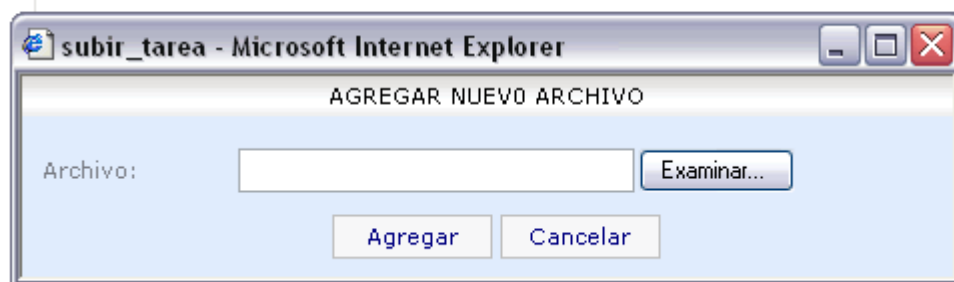 subir_tarea - Microsoft Internet Explorer
AGREGAR NUEV0 ARCHIVO
Archivo: Examinar...
Agregar Cancelar